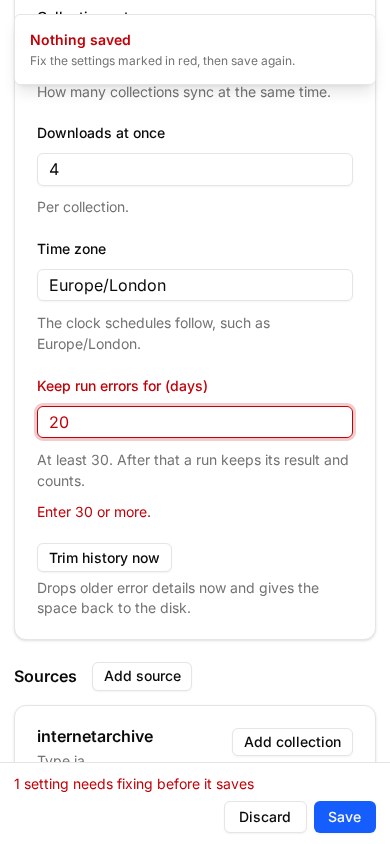 Nothing saved
Fix the settings marked in red, then save again.
How many collections sync at the same time.
Downloads at once
4
Per collection.
Time zone
Europe/London
The clock schedules follow, such as
Europe/London.
Keep run errors for (days)
20
At least 30. After that a run keeps its result and
counts.
Enter 30 or more.
Trim history now
Drops older error details now and gives the
space back to the disk.
Sources
Add source
internetarchive
Add collection
Type ia
1 setting needs fixing before it saves
Discard
Save